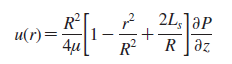 u(r) = R²/4μ [1 − r²/R² + 2Lₛ/R] ∂P/∂z